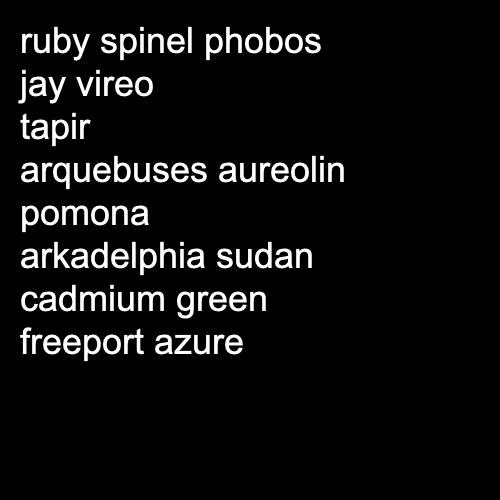 ruby spinel phobos
jay vireo
tapir
arquebuses aureolin
pomona
arkadelphia sudan
cadmium green
freeport azure